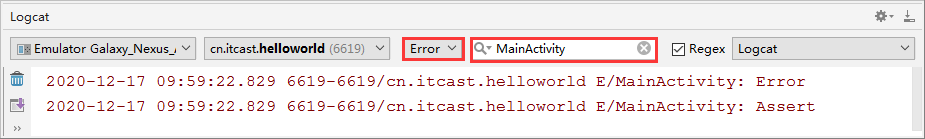 Logcat
Emulator Galaxy_Nexus_ cn.itcast.helloworld (6619) Error MainActivity Regex Logcat
2020-12-17 09:59:22.829 6619-6619/cn.itcast.helloworld E/MainActivity: Error
2020-12-17 09:59:22.829 6619-6619/cn.itcast.helloworld E/MainActivity: Assert